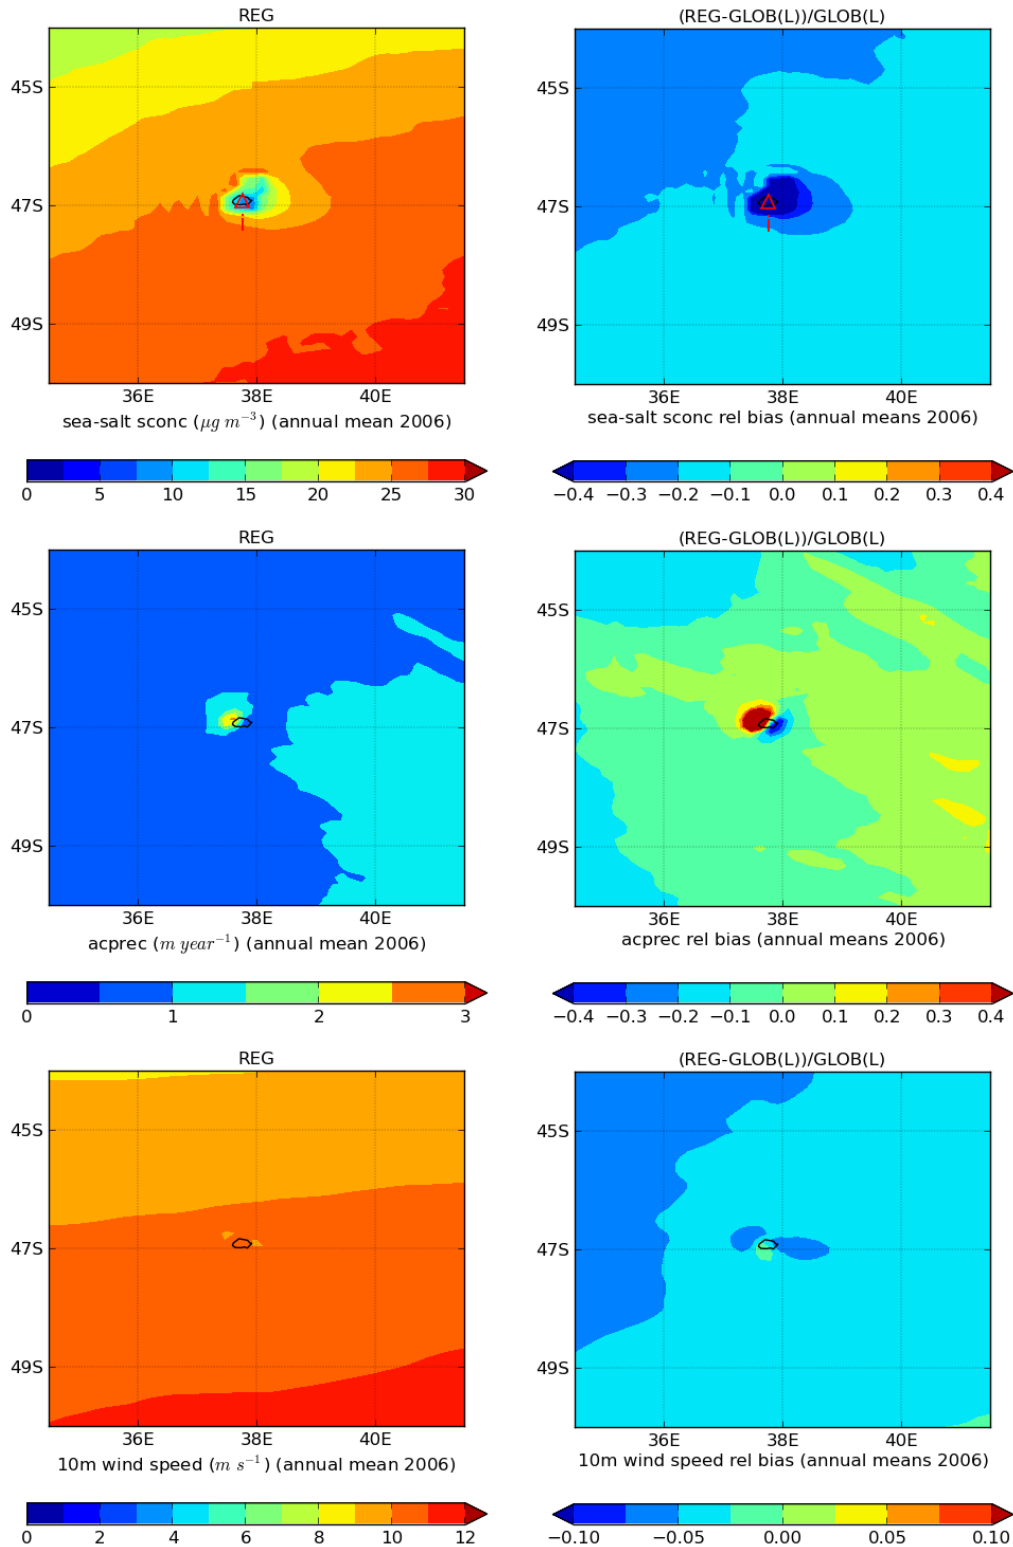 REG
(REG-GLOB(L))/GLOB(L)
45S
47S
49S
36E 38E 40E
sea-salt sconc (μg m⁻³) (annual mean 2006)
0 5 10 15 20 25 30
45S
47S
49S
36E 38E 40E
sea-salt sconc rel bias (annual means 2006)
−0.4 −0.3 −0.2 −0.1 0.0 0.1 0.2 0.3 0.4
REG
(REG-GLOB(L))/GLOB(L)
45S
47S
49S
36E 38E 40E
acprec (m year⁻¹) (annual mean 2006)
0 1 2 3
45S
47S
49S
36E 38E 40E
acprec rel bias (annual means 2006)
−0.4 −0.3 −0.2 −0.1 0.0 0.1 0.2 0.3 0.4
REG
(REG-GLOB(L))/GLOB(L)
45S
47S
49S
36E 38E 40E
10m wind speed (m s⁻¹) (annual mean 2006)
0 2 4 6 8 10 12
45S
47S
49S
36E 38E 40E
10m wind speed rel bias (annual means 2006)
−0.10 −0.05 0.00 0.05 0.10